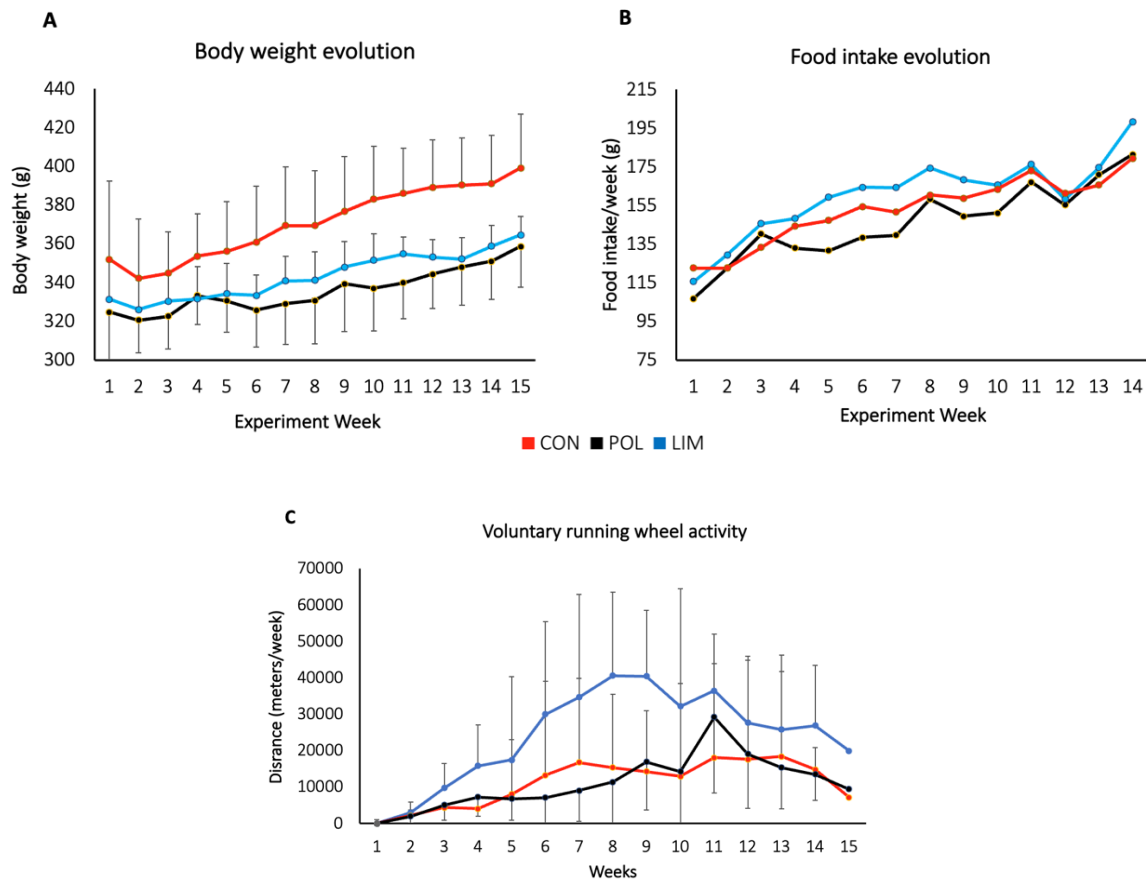 A
Body weight evolution
Body weight (g)
440
420
400
380
360
340
320
300
1 2 3 4 5 6 7 8 9 10 11 12 13 14 15
Experiment Week
B
Food intake evolution
Food intake/week (g)
215
195
175
155
135
115
95
75
1 2 3 4 5 6 7 8 9 10 11 12 13 14
Experiment Week
CON POL LIM
C
Voluntary running wheel activity
Disrance (meters/week)
70000
60000
50000
40000
30000
20000
10000
0
1 2 3 4 5 6 7 8 9 10 11 12 13 14 15
Weeks